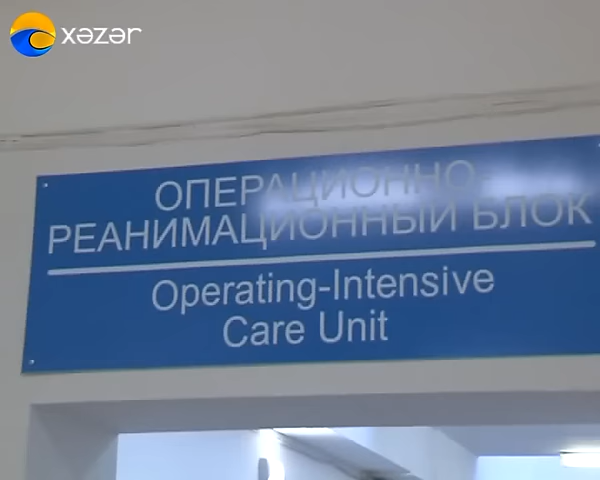 xəzər
ОПЕРАЦИОННО-
РЕАНИМАЦИОННЫЙ БЛОК
Operating-Intensive
Care Unit